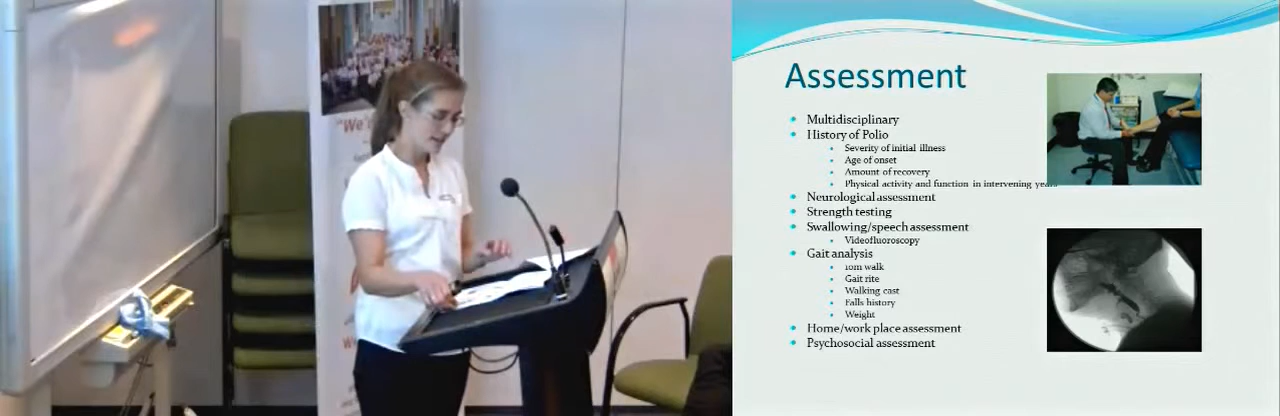 "We'
Assessment
Multidisciplinary
History of Polio
Severity of initial illness
Age of onset
Amount of recovery
Physical activity and function in intervening years
Neurological assessment
Strength testing
Swallowing/speech assessment
Videofluoroscopy
Gait analysis
10m walk
Gait rite
Walking cast
Falls history
Weight
Home/work place assessment
Psychosocial assessment